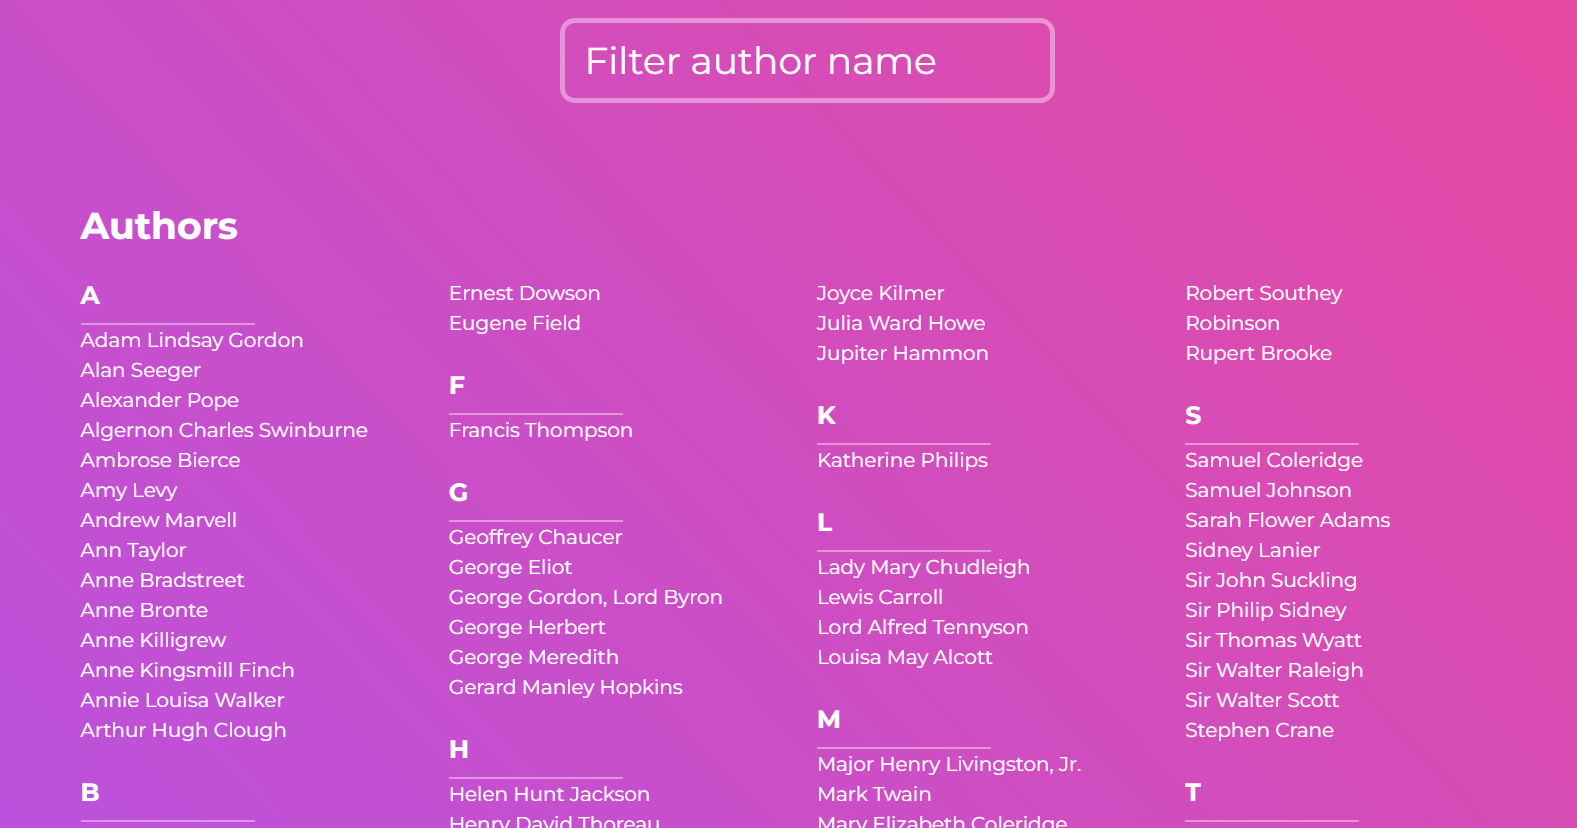 Filter author name
Authors
A
Adam Lindsay Gordon
Alan Seeger
Alexander Pope
Algernon Charles Swinburne
Ambrose Bierce
Amy Levy
Andrew Marvell
Ann Taylor
Anne Bradstreet
Anne Bronte
Anne Killigrew
Anne Kingsmill Finch
Annie Louisa Walker
Arthur Hugh Clough
B
Ernest Dowson
Eugene Field
F
Francis Thompson
G
Geoffrey Chaucer
George Eliot
George Gordon, Lord Byron
George Herbert
George Meredith
Gerard Manley Hopkins
H
Helen Hunt Jackson
Henry David Thoreau
Joyce Kilmer
Julia Ward Howe
Jupiter Hammon
K
Katherine Philips
L
Lady Mary Chudleigh
Lewis Carroll
Lord Alfred Tennyson
Louisa May Alcott
M
Major Henry Livingston, Jr.
Mark Twain
Mary Elizabeth Coleridge
Robert Southey
Robinson
Rupert Brooke
S
Samuel Coleridge
Samuel Johnson
Sarah Flower Adams
Sidney Lanier
Sir John Suckling
Sir Philip Sidney
Sir Thomas Wyatt
Sir Walter Raleigh
Sir Walter Scott
Stephen Crane
T